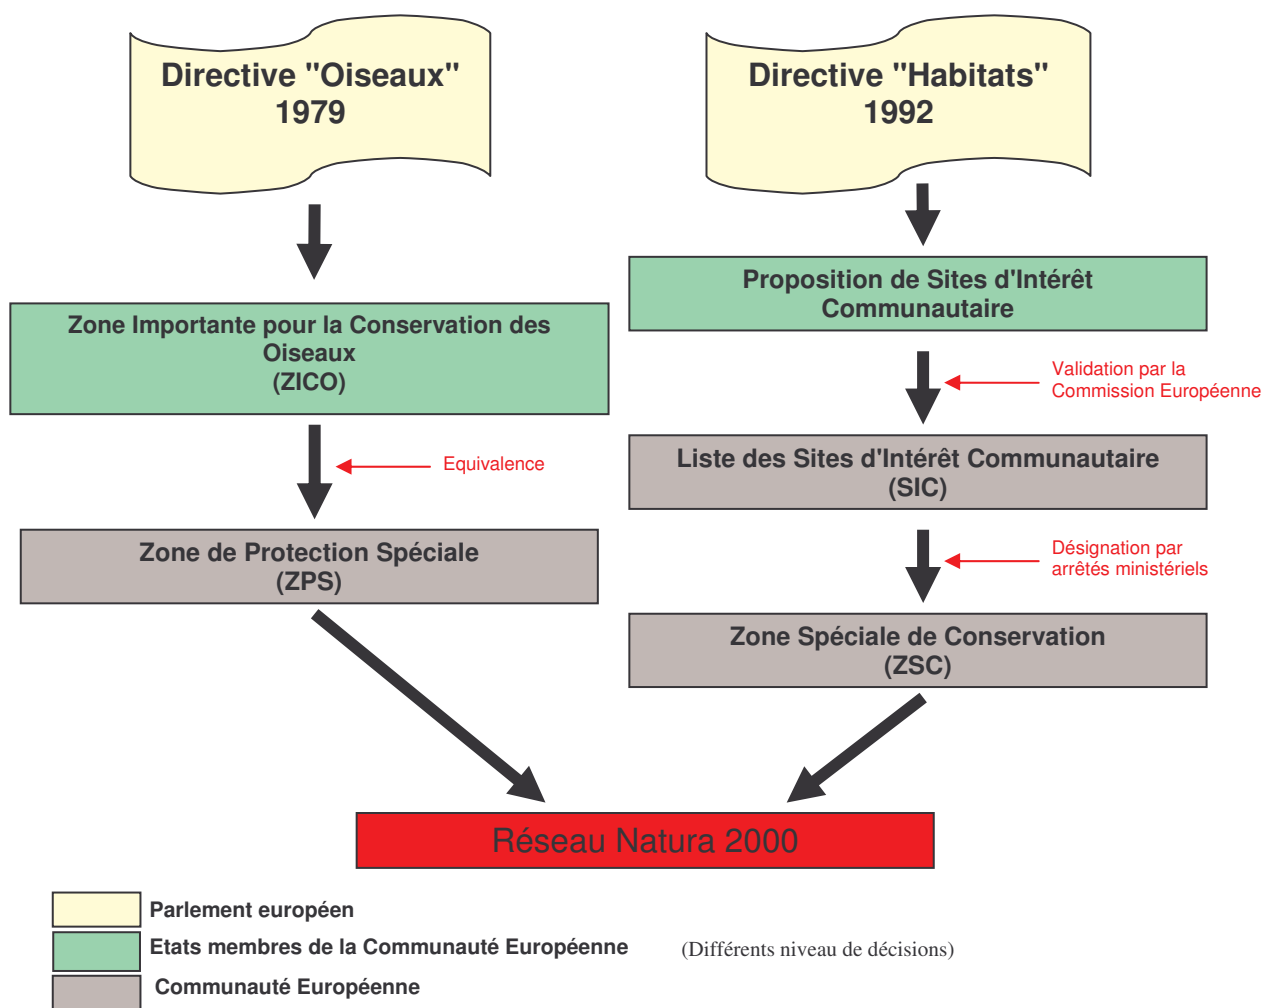 Directive "Oiseaux"
1979
Directive "Habitats"
1992
Zone Importante pour la Conservation des
Oiseaux
(ZICO)
Equivalence
Zone de Protection Spéciale
(ZPS)
Proposition de Sites d'Intérêt
Communautaire
Validation par la
Commission Européenne
Liste des Sites d'Intérêt Communautaire
(SIC)
Désignation par
arrêtés ministériels
Zone Spéciale de Conservation
(ZSC)
Réseau Natura 2000
Parlement européen
Etats membres de la Communauté Européenne (Différents niveau de décisions)
Communauté Européenne